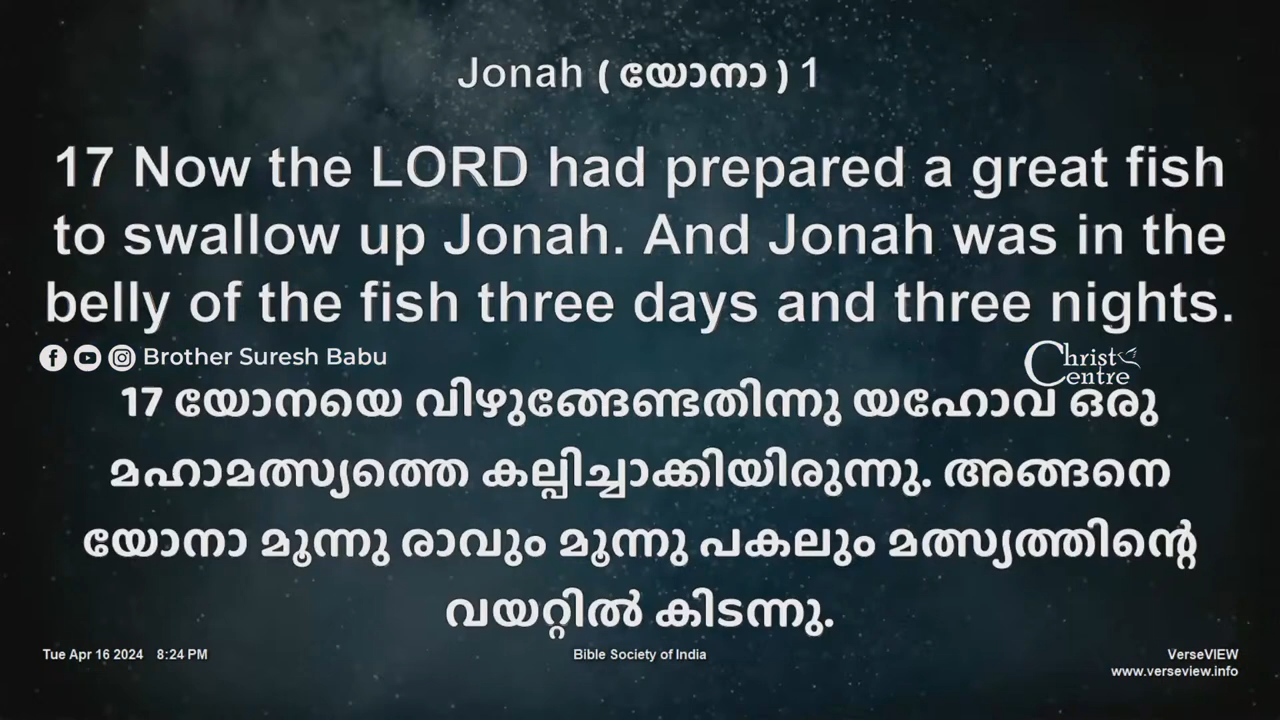 Jonah ( യോനാ ) 1
17 Now the LORD had prepared a great fish
to swallow up Jonah. And Jonah was in the
belly of the fish three days and three nights.
Brother Suresh Babu
Christ
Centre
17 യോനയെ വിഴുങ്ങേണ്ടതിന്നു യഹോവ ഒരു
മഹാമത്സ്യത്തെ കല്പിച്ചാക്കിയിരുന്നു. അങ്ങനെ
യോനാ മൂന്നു രാവും മൂന്നു പകലും മത്സ്യത്തിന്റെ
വയറ്റിൽ കിടന്നു.
Tue Apr 16 2024 8:24 PM
Bible Society of India
VerseVIEW
www.verseview.info